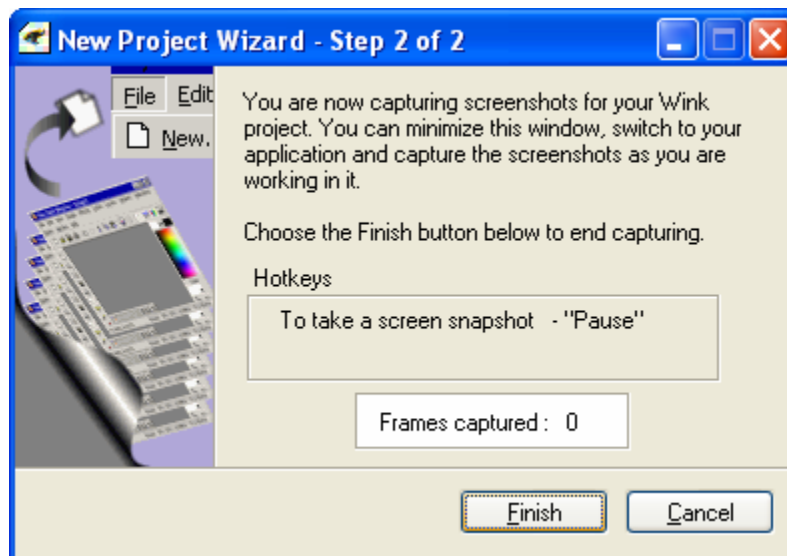 New Project Wizard - Step 2 of 2
File Edit
New.
You are now capturing screenshots for your Wink
project. You can minimize this window, switch to your
application and capture the screenshots as you are
working in it.
Choose the Finish button below to end capturing.
Hotkeys
To take a screen snapshot - "Pause"
Frames captured : 0
Finish Cancel